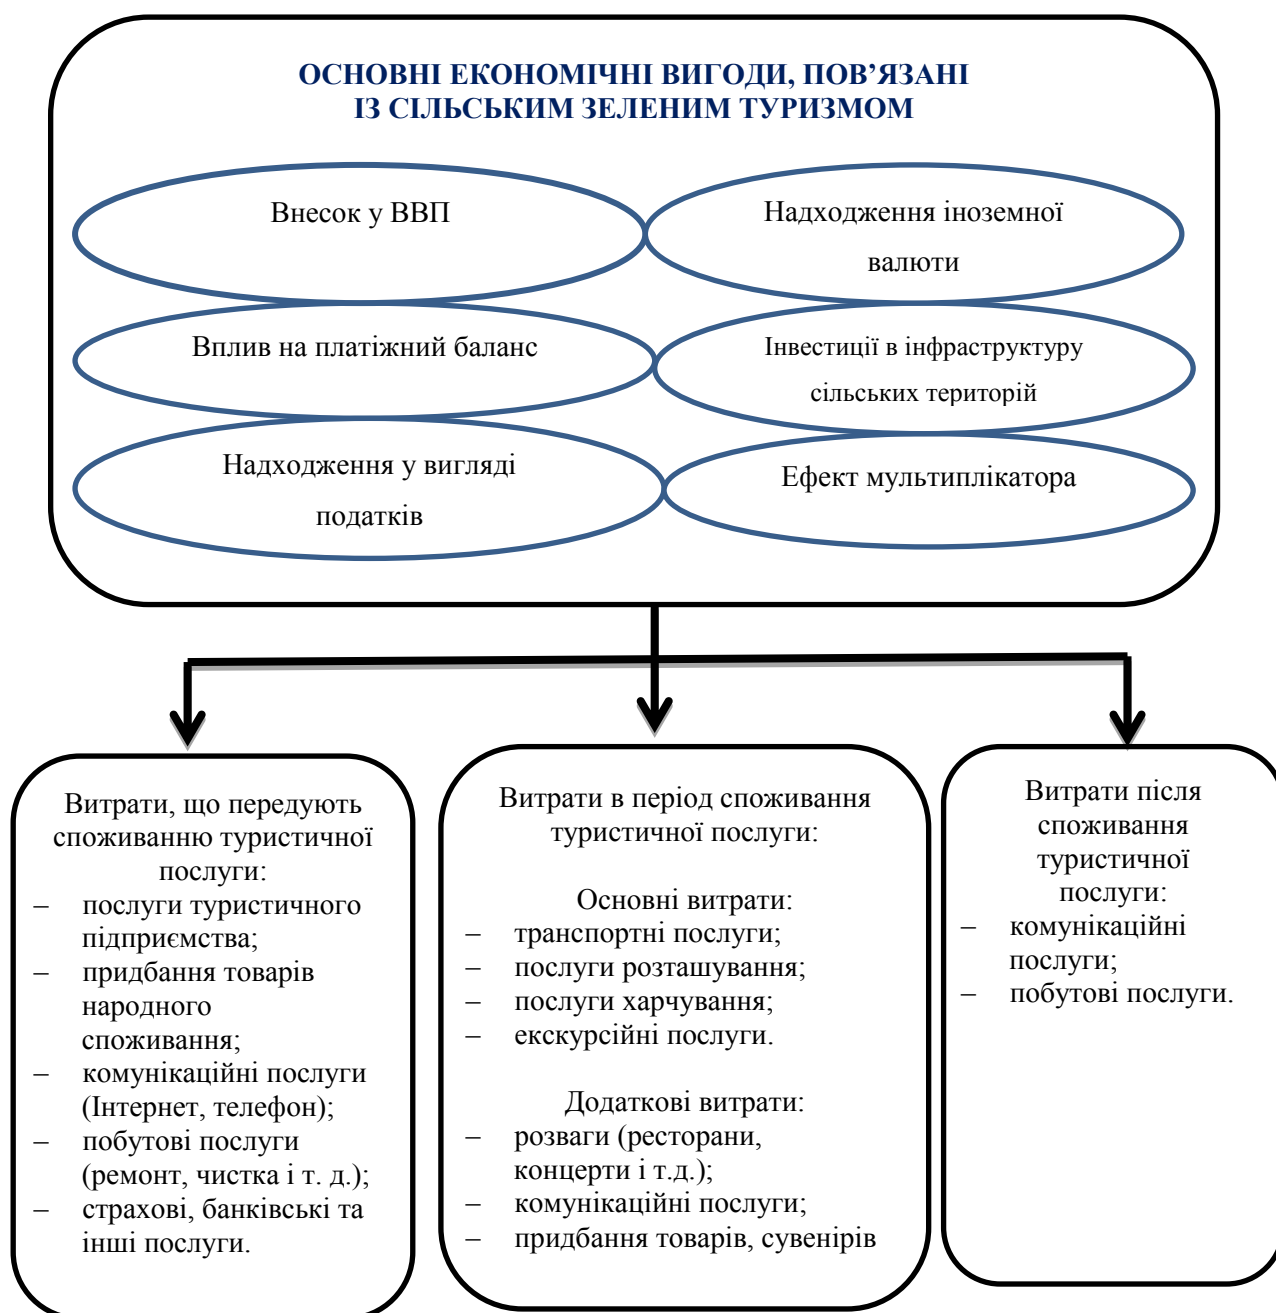 ОСНОВНІ ЕКОНОМІЧНІ ВИГОДИ, ПОВ’ЯЗАНІ
ІЗ СІЛЬСЬКИМ ЗЕЛЕНИМ ТУРИЗМОМ
Внесок у ВВП
Надходження іноземної
валюти
Вплив на платіжний баланс
Інвестиції в інфраструктуру
сільських територій
Надходження у вигляді
податків
Ефект мультиплікатора
Витрати, що передують
споживанню туристичної
послуги:
– послуги туристичного
підприємства;
– придбання товарів
народного
споживання;
– комунікаційні послуги
(Інтернет, телефон);
– побутові послуги
(ремонт, чистка і т. д.);
– страхові, банківські та
інші послуги.
Витрати в період споживання
туристичної послуги:
Основні витрати:
– транспортні послуги;
– послуги розташування;
– послуги харчування;
– екскурсійні послуги.
Додаткові витрати:
– розваги (ресторани,
концерти і т.д.);
– комунікаційні послуги;
– придбання товарів, сувенірів
Витрати після
споживання
туристичної
послуги:
– комунікаційні
послуги;
– побутові послуги.